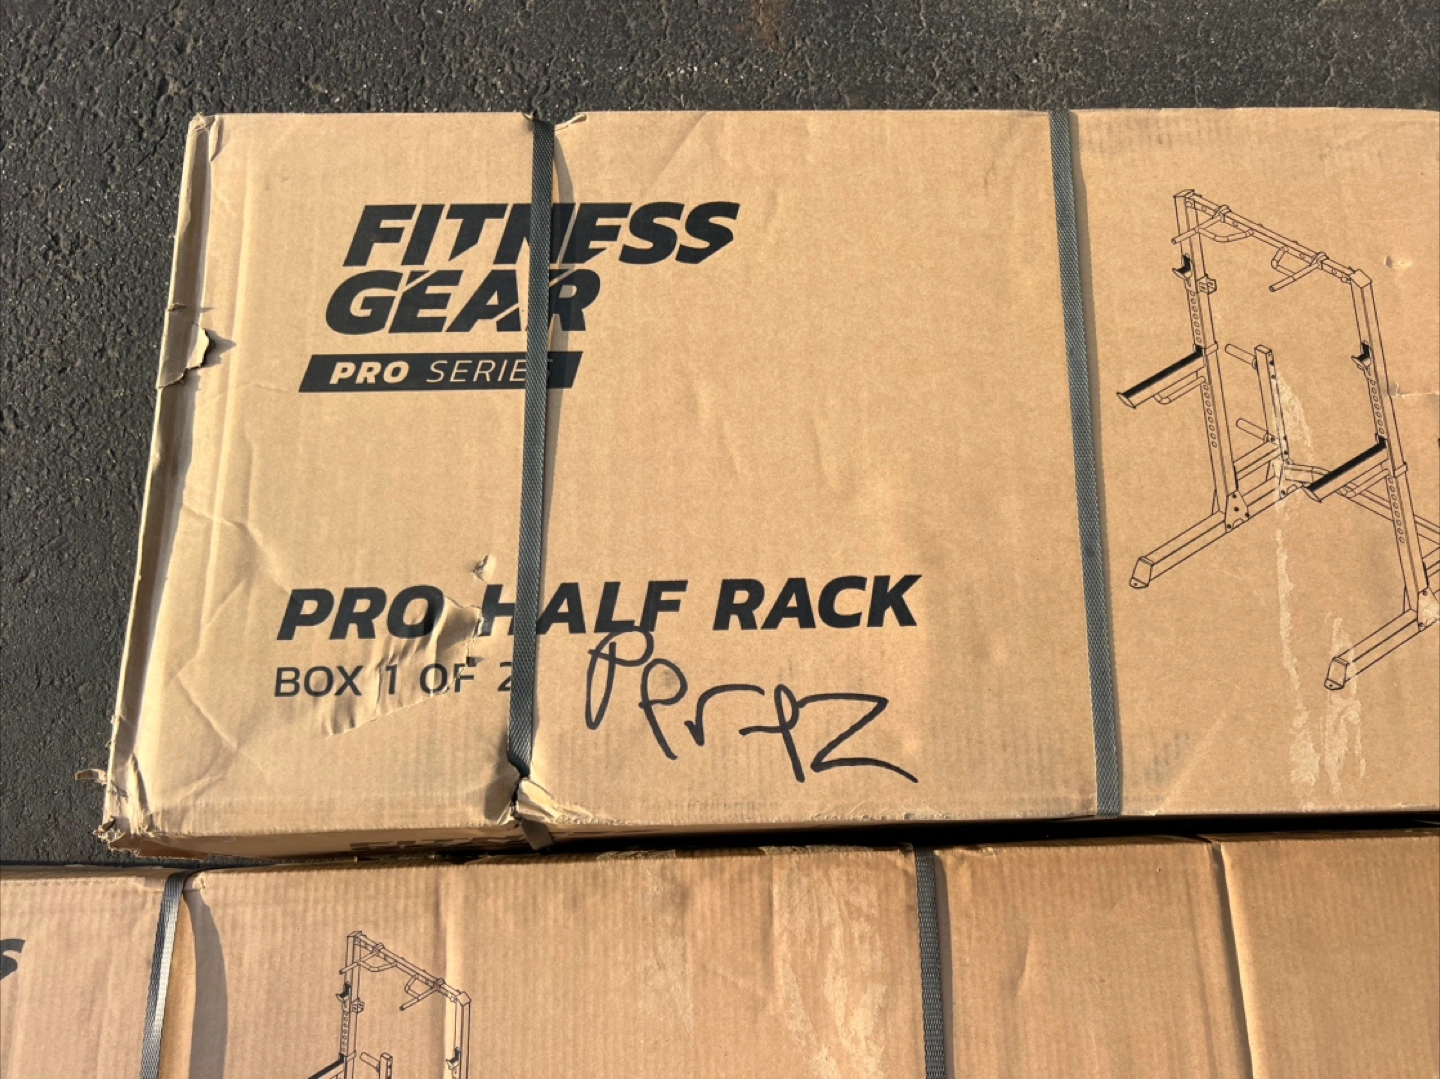 FITNESS
GEAR
PRO SERIES
PRO HALF RACK
BOX 1 OF 2